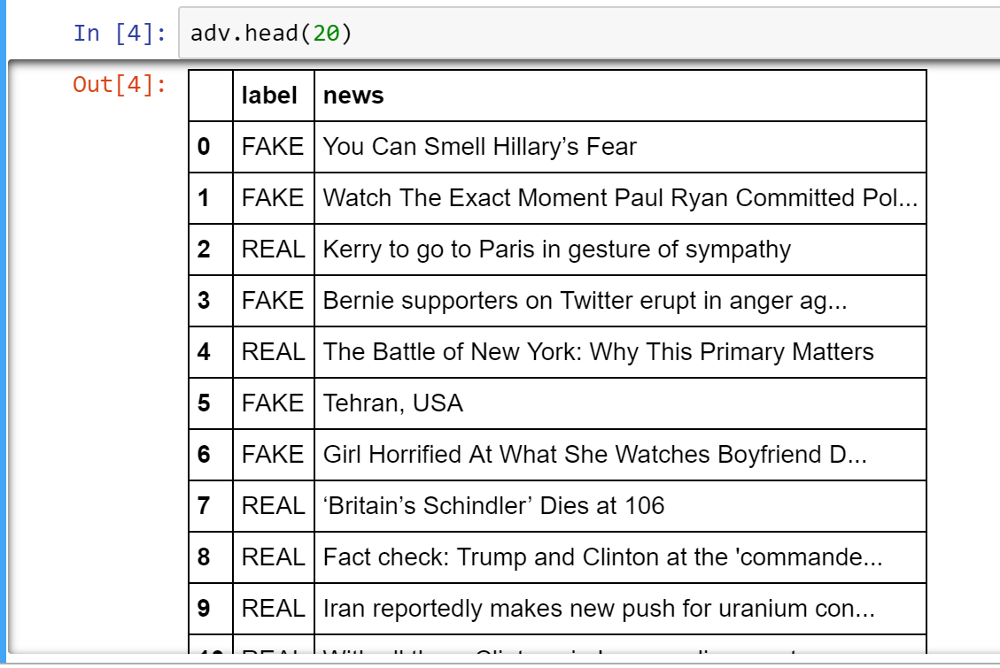 In [4]: adv.head(20)
Out[4]:
label news
0 FAKE You Can Smell Hillary’s Fear
1 FAKE Watch The Exact Moment Paul Ryan Committed Pol...
2 REAL Kerry to go to Paris in gesture of sympathy
3 FAKE Bernie supporters on Twitter erupt in anger ag...
4 REAL The Battle of New York: Why This Primary Matters
5 FAKE Tehran, USA
6 FAKE Girl Horrified At What She Watches Boyfriend D...
7 REAL ‘Britain’s Schindler’ Dies at 106
8 REAL Fact check: Trump and Clinton at the 'commande...
9 REAL Iran reportedly makes new push for uranium con...
10 REAL